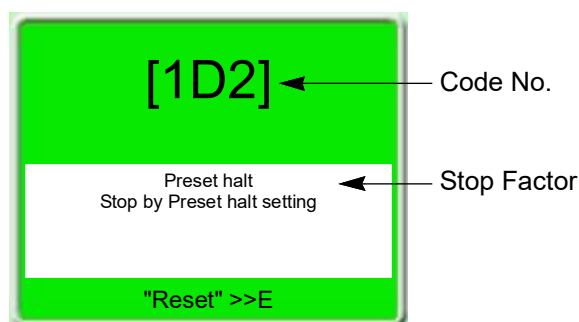 [1D2]
Code No.
Preset halt
Stop by Preset halt setting
Stop Factor
"Reset" >>E